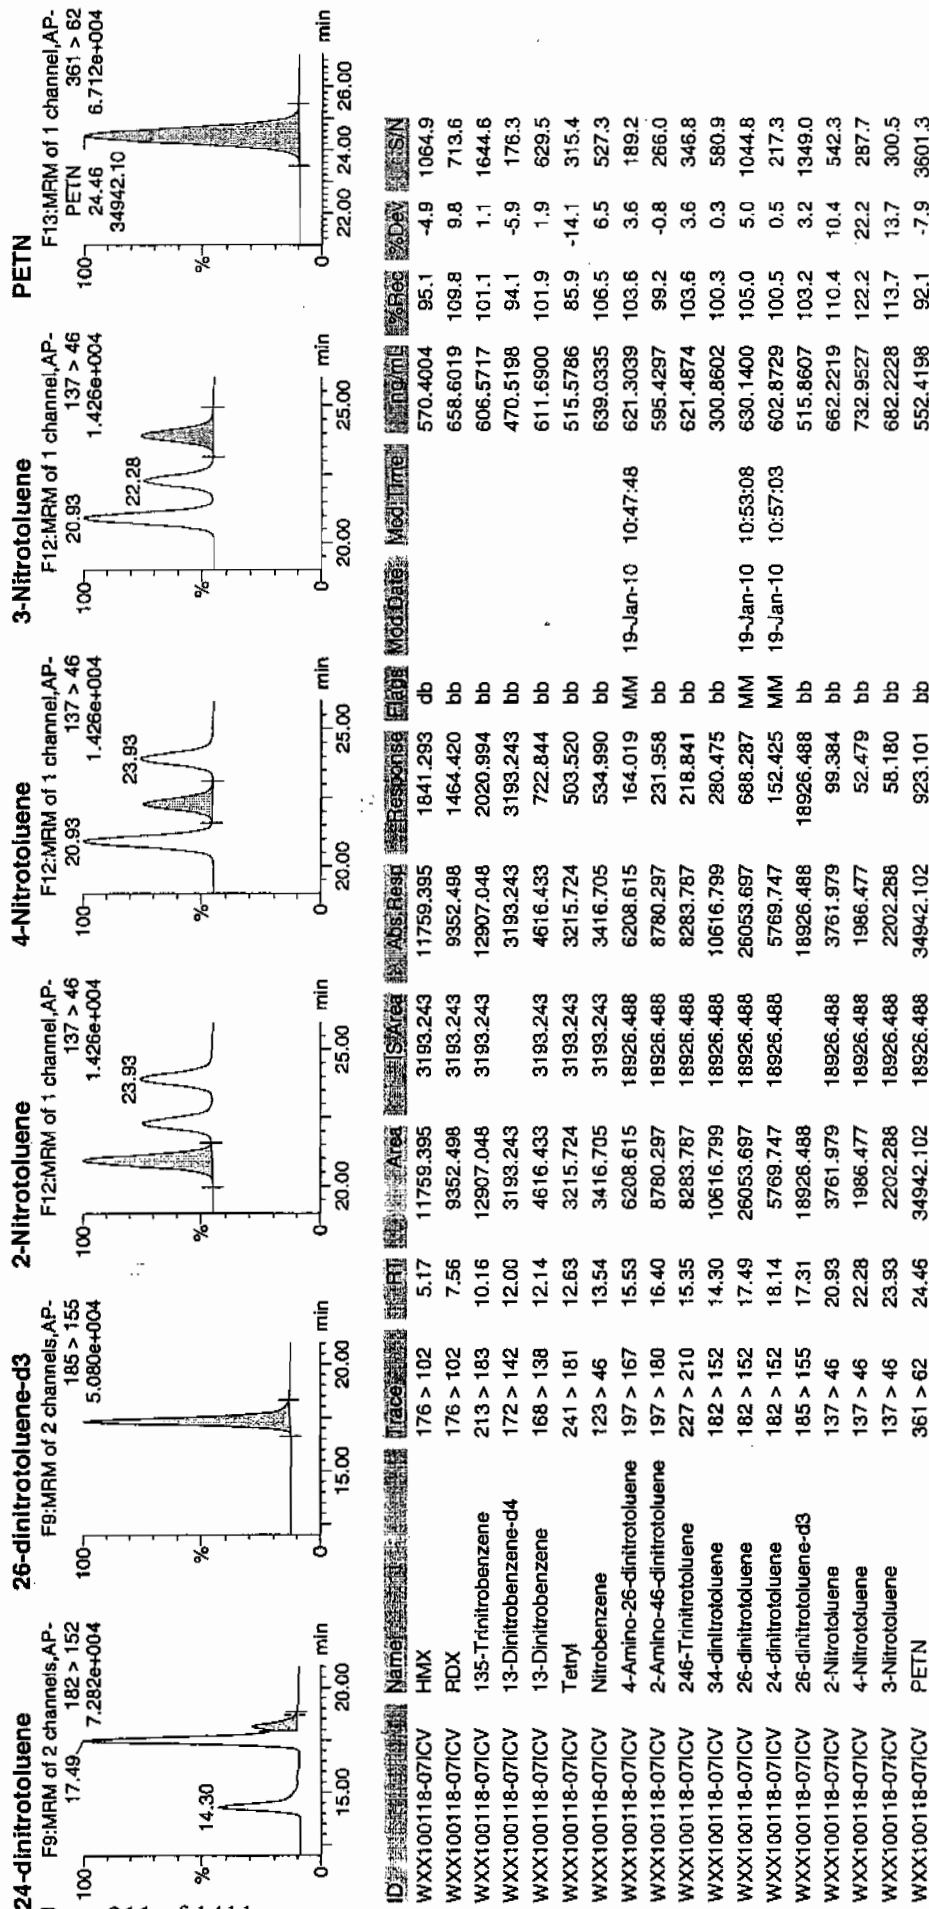 24-dinitrotoluene
F9:MRM of 2 channels,AP-
182 > 152
7.282e+004
17.49
14.30
100
%
0
15.00
20.00
min
26-dinitrotoluene-d3
F9:MRM of 2 channels,AP-
185 > 155
5.080e+004
100
%
0
15.00
20.00
min
2-Nitrotoluene
F12:MRM of 1 channel,AP-
137 > 46
1.426e+004
23.93
100
%
0
20.00
25.00
min
4-Nitrotoluene
F12:MRM of 1 channel,AP-
20.93
137 > 46
1.426e+004
23.93
100
%
0
20.00
25.00
min
3-Nitrotoluene
F12:MRM of 1 channel,AP-
20.93
137 > 46
1.426e+004
22.28
100
%
0
20.00
25.00
min
PETN
F13:MRM of 1 channel,AP-
PETN
24.46
34942.10
361 > 62
6.712e+004
100
%
0
22.00
24.00
26.00
min
ID Name Trace RT Area IS Area Abs.Resp Response Flags Mod.Date Mod.Time ng/mL %Rec %Dev S/N
WXX100118-07ICV HMX 176 > 102 5.17 11759.395 3193.243 11759.395 1841.293 db 570.4004 95.1 -4.9 1064.9
WXX100118-07ICV RDX 176 > 102 7.56 9352.498 3193.243 9352.498 1464.420 bb 658.6019 109.8 9.8 713.6
WXX100118-07ICV 135-Trinitrobenzene 213 > 183 10.16 12907.048 3193.243 12907.048 2020.994 bb 606.5717 101.1 1.1 1644.6
WXX100118-07ICV 13-Dinitrobenzene-d4 172 > 142 12.00 3193.243 3193.243 3193.243 bb 470.5198 94.1 -5.9 176.3
WXX100118-07ICV 13-Dinitrobenzene 168 > 138 12.14 4616.433 3193.243 4616.433 722.844 bb 611.6900 101.9 1.9 629.5
WXX100118-07ICV Tetryl 241 > 181 12.63 3215.724 3193.243 3215.724 503.520 bb 515.5786 85.9 -14.1 315.4
WXX100118-07ICV Nitrobenzene 123 > 46 13.54 3416.705 3193.243 3416.705 534.990 bb 639.0335 106.5 6.5 527.3
WXX100118-07ICV 4-Amino-26-dinitrotoluene 197 > 167 15.53 6208.615 18926.488 6208.615 164.019 MM 19-Jan-10 10:47:48 621.3039 103.6 3.6 189.2
WXX100118-07ICV 2-Amino-46-dinitrotoluene 197 > 180 16.40 8780.297 18926.488 8780.297 231.958 bb 595.4297 99.2 -0.8 266.0
WXX100118-07ICV 246-Trinitrotoluene 227 > 210 15.35 8283.787 18926.488 8283.787 218.841 bb 621.4874 103.6 3.6 346.8
WXX100118-07ICV 34-dinitrotoluene 182 > 152 14.30 10616.799 18926.488 10616.799 280.475 bb 300.8602 100.3 0.3 580.9
WXX100118-07ICV 26-dinitrotoluene 182 > 152 17.49 26053.697 18926.488 26053.697 688.287 MM 19-Jan-10 10:53:08 630.1400 105.0 5.0 1044.8
WXX100118-07ICV 24-dinitrotoluene 182 > 152 18.14 5769.747 18926.488 5769.747 152.425 MM 19-Jan-10 10:57:03 602.8729 100.5 0.5 217.3
WXX100118-07ICV 26-dinitrotoluene-d3 185 > 155 17.31 18926.488 18926.488 18926.488 bb 515.8607 103.2 3.2 1349.0
WXX100118-07ICV 2-Nitrotoluene 137 > 46 20.93 3761.979 18926.488 3761.979 99.384 bb 662.2219 110.4 10.4 542.3
WXX100118-07ICV 4-Nitrotoluene 137 > 46 22.28 1986.477 18926.488 1986.477 52.479 bb 732.9527 122.2 22.2 287.7
WXX100118-07ICV 3-Nitrotoluene 137 > 46 23.93 2202.288 18926.488 2202.288 58.180 bb 682.2228 113.7 13.7 300.5
WXX100118-07ICV PETN 361 > 62 24.46 34942.102 18926.488 34942.102 923.101 bb 552.4198 92.1 -7.9 3601.3